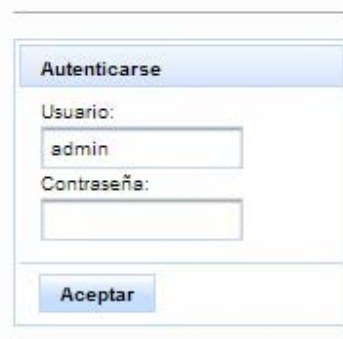 Autenticarse
Usuario:
admin
Contraseña:
Aceptar